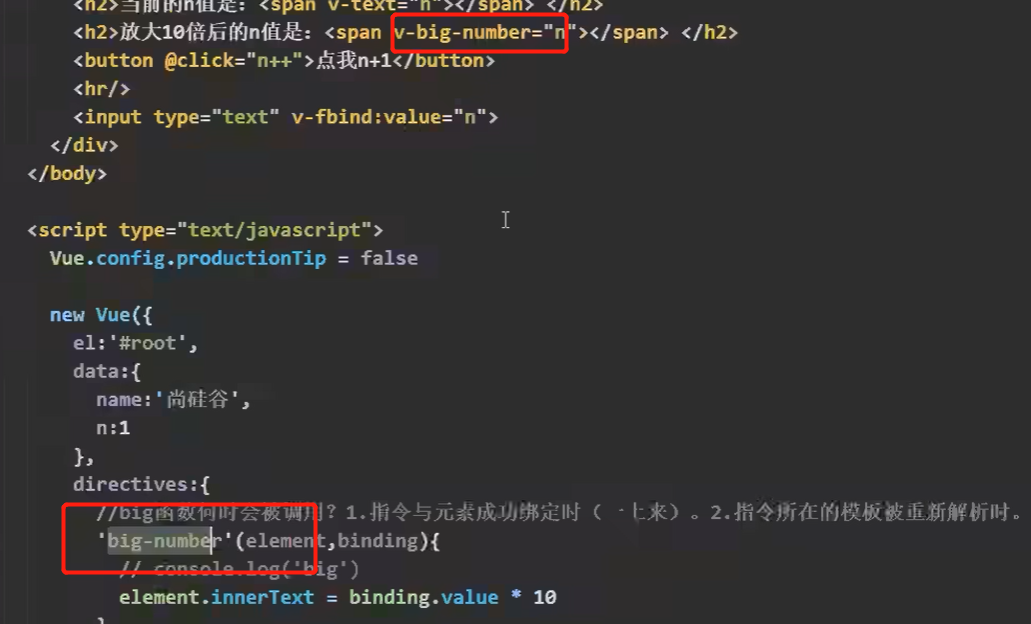 <h2>当前的n值是：<span v-text="n"></span> </h2>
<h2>放大10倍后的n值是：<span v-big-number="n"></span> </h2>
<button @click="n++">点我n+1</button>
<hr/>
<input type="text" v-fbind:value="n">
</div>
</body>
<script type="text/javascript">
Vue.config.productionTip = false
new Vue({
el:'#root',
data:{
name:'尚硅谷',
n:1
},
directives:{
//big函数何时会被调用？1.指令与元素成功绑定时（一上来）。2.指令所在的模板被重新解析时。
'big-number'(element,binding){
// console.log('big')
element.innerText = binding.value * 10
}